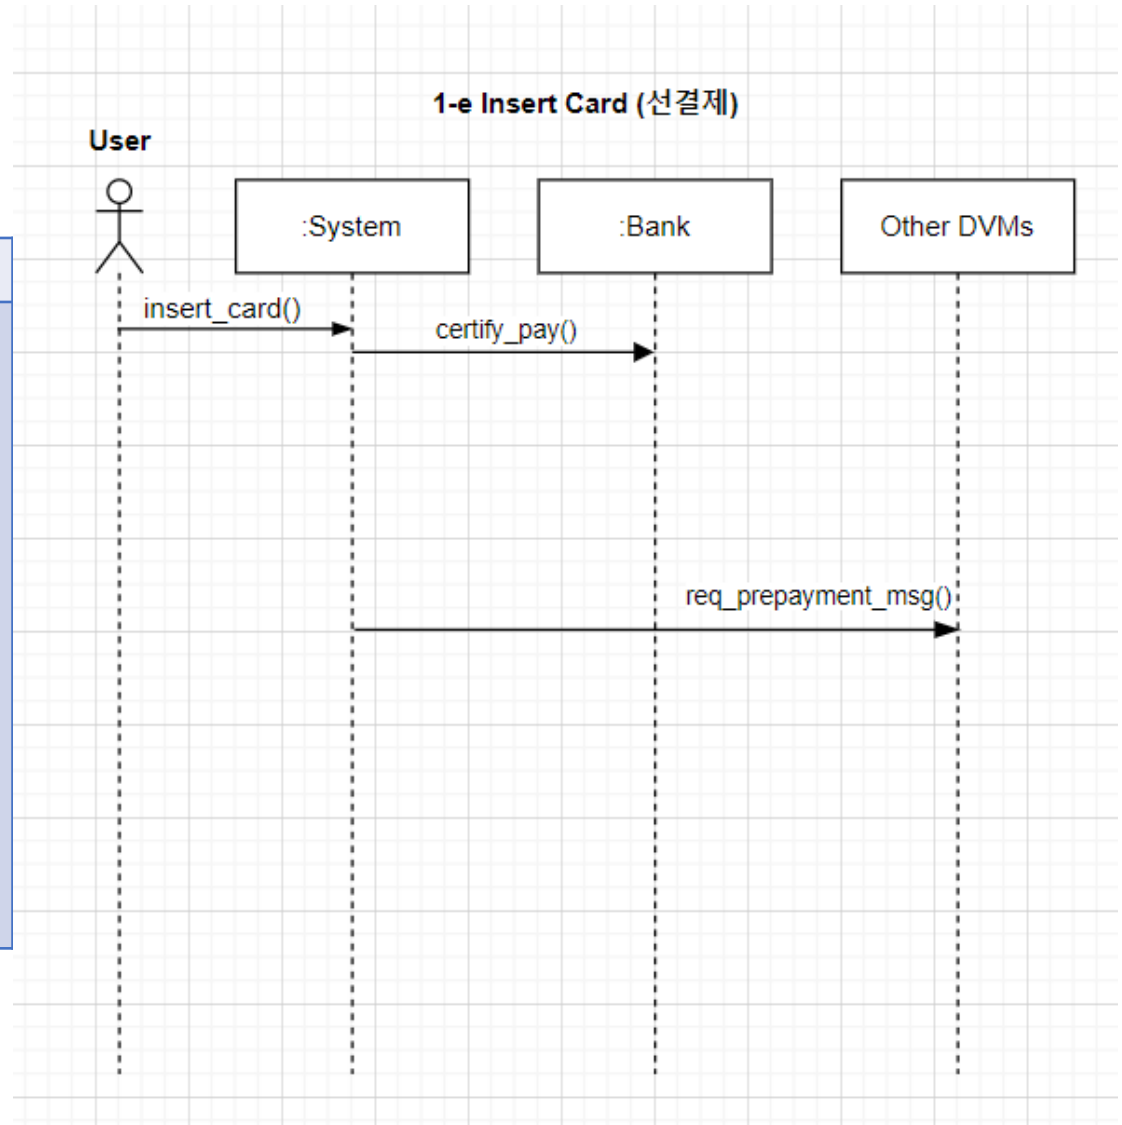 1-e Insert Card (선결제)
User
:System
:Bank
Other DVMs
insert_card()
certify_pay()
req_prepayment_msg()